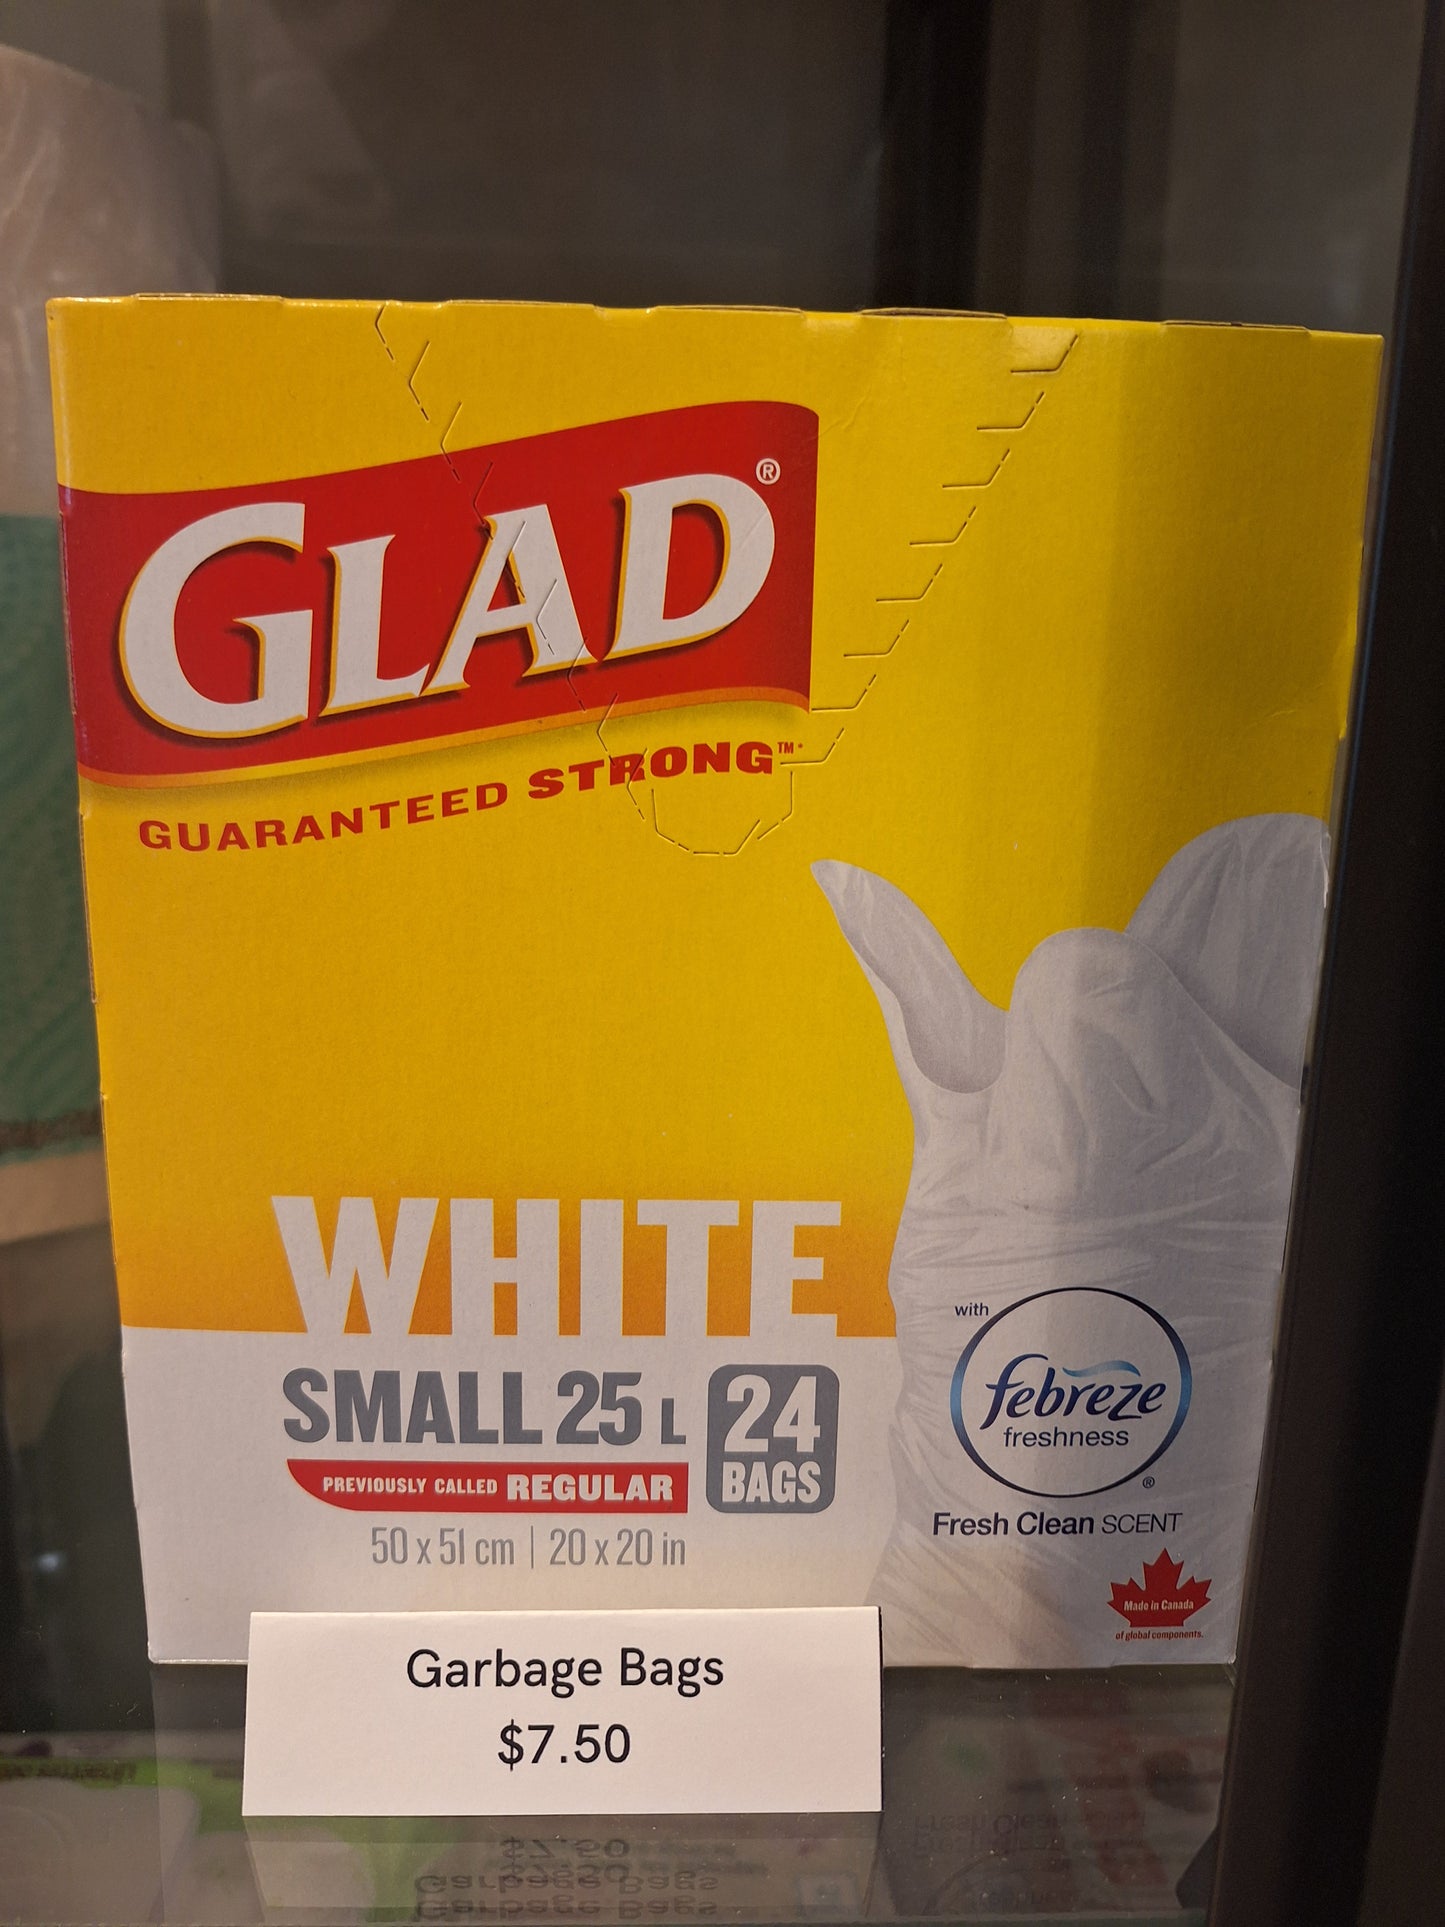 GLAD®
GUARANTEED STRONG™*
WHITE
SMALL 25 L
24
BAGS
PREVIOUSLY CALLED REGULAR
50 x 51 cm | 20 x 20 in
with
febreze
freshness
®
Fresh Clean SCENT
Made in Canada
of global components.
Garbage Bags
$7.50